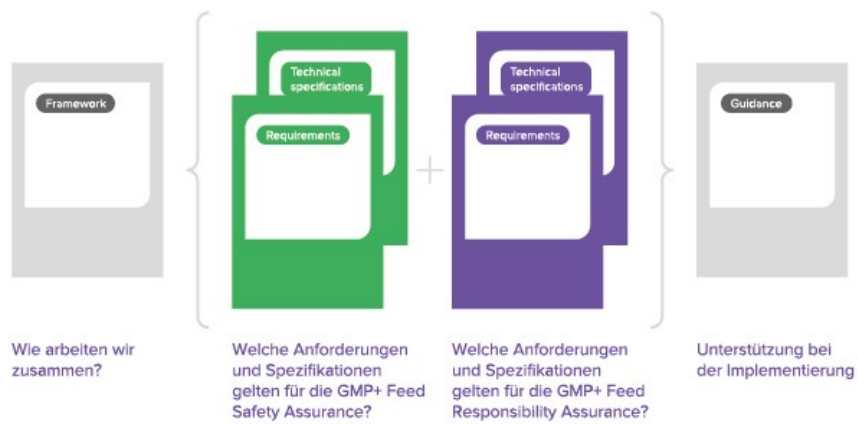 Framework
Technical
specifications
Requirements
+
Technical
specifications
Requirements
Guidance
Wie arbeiten wir
zusammen?
Welche Anforderungen
und Spezifikationen
gelten für die GMP+ Feed
Safety Assurance?
Welche Anforderungen
und Spezifikationen
gelten für die GMP+ Feed
Responsibility Assurance?
Unterstützung bei
der Implementierung